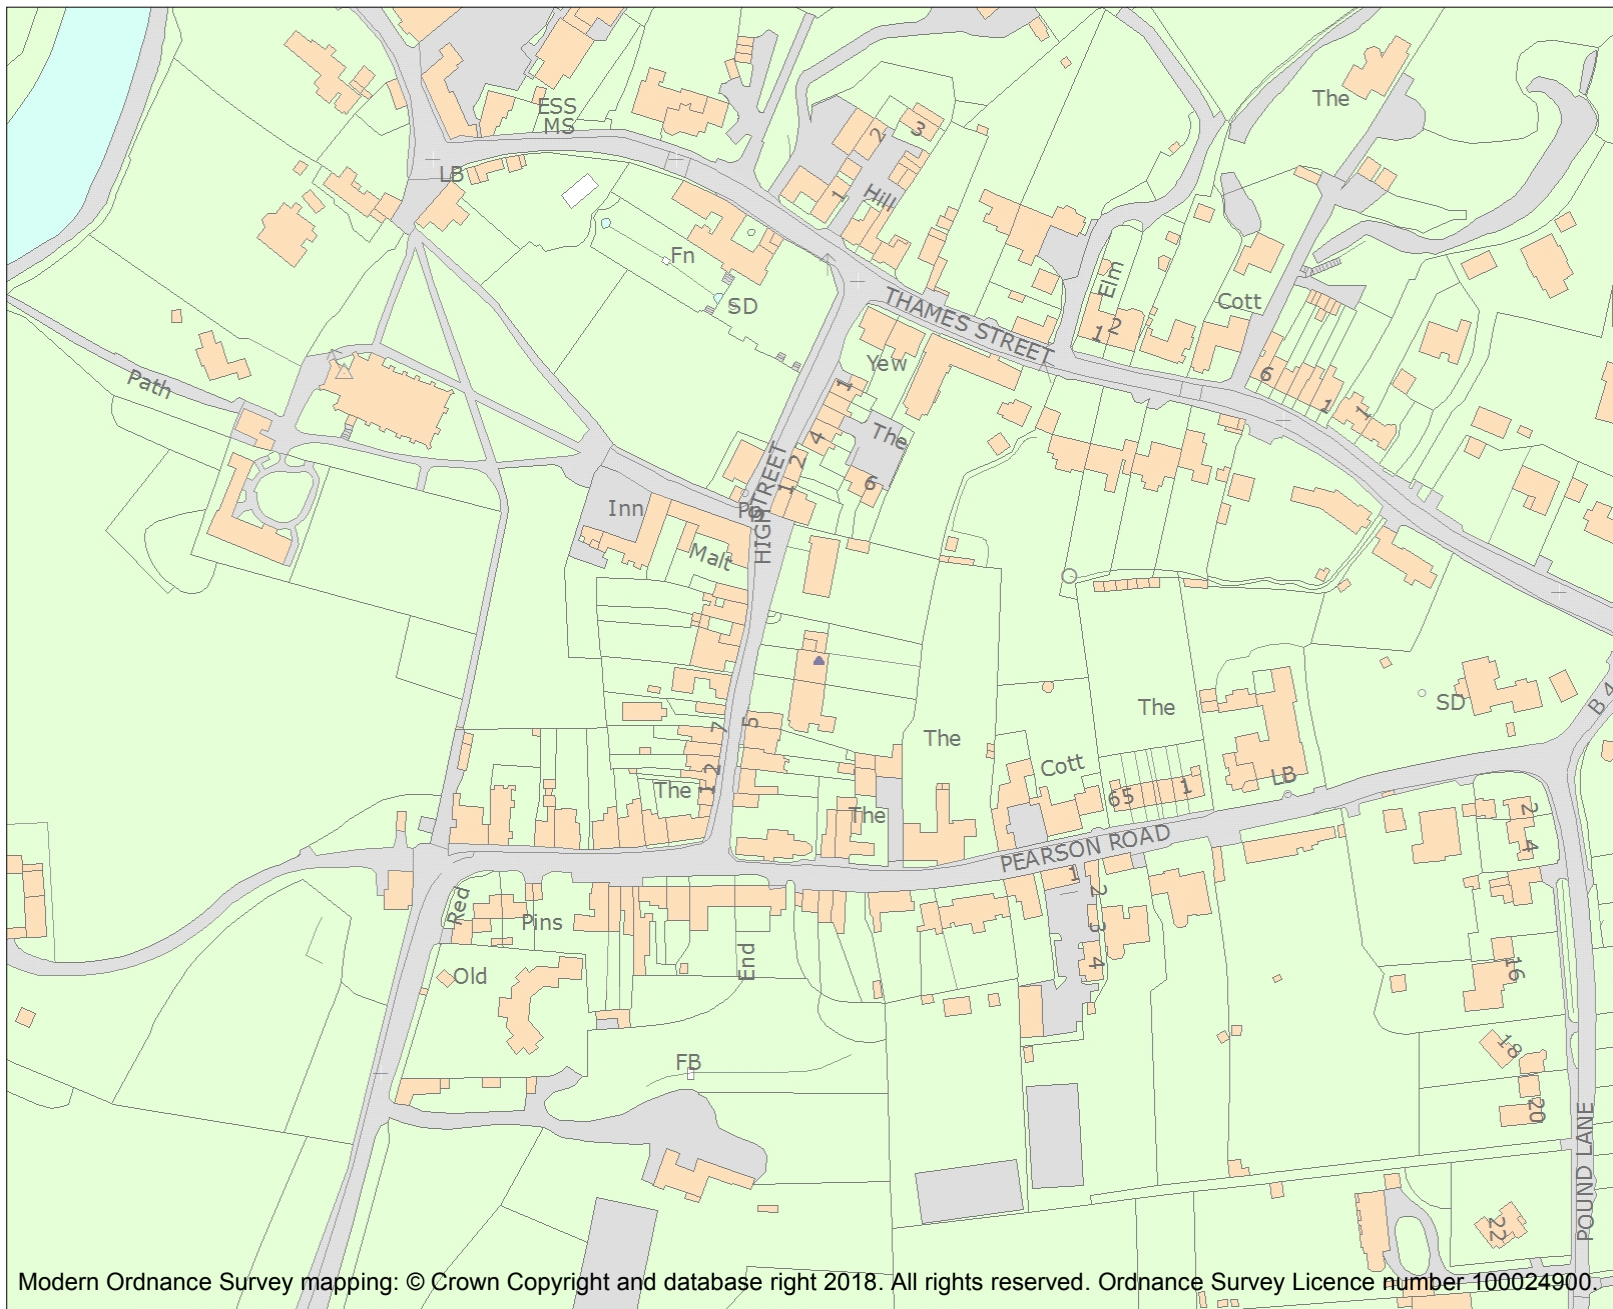 The
ESS
MS
2
3
LB
1
Hill
Fn
SD
Elm
Cott
THAMES STREET
1
2
Path
Yew
6
1
1
1
The
4
2
1
6
HIGH STREET
Inn
Malt
The
SD
B 4
7
5
The
Cott
LB
1 2
The
The
6 5
1
2
4
PEARSON ROAD
1
2
3
4
Red
Pins
End
Old
16
FB
18
20
POUND LANE
22
Modern Ordnance Survey mapping: © Crown Copyright and database right 2018. All rights reserved. Ordnance Survey Licence number 100024900.